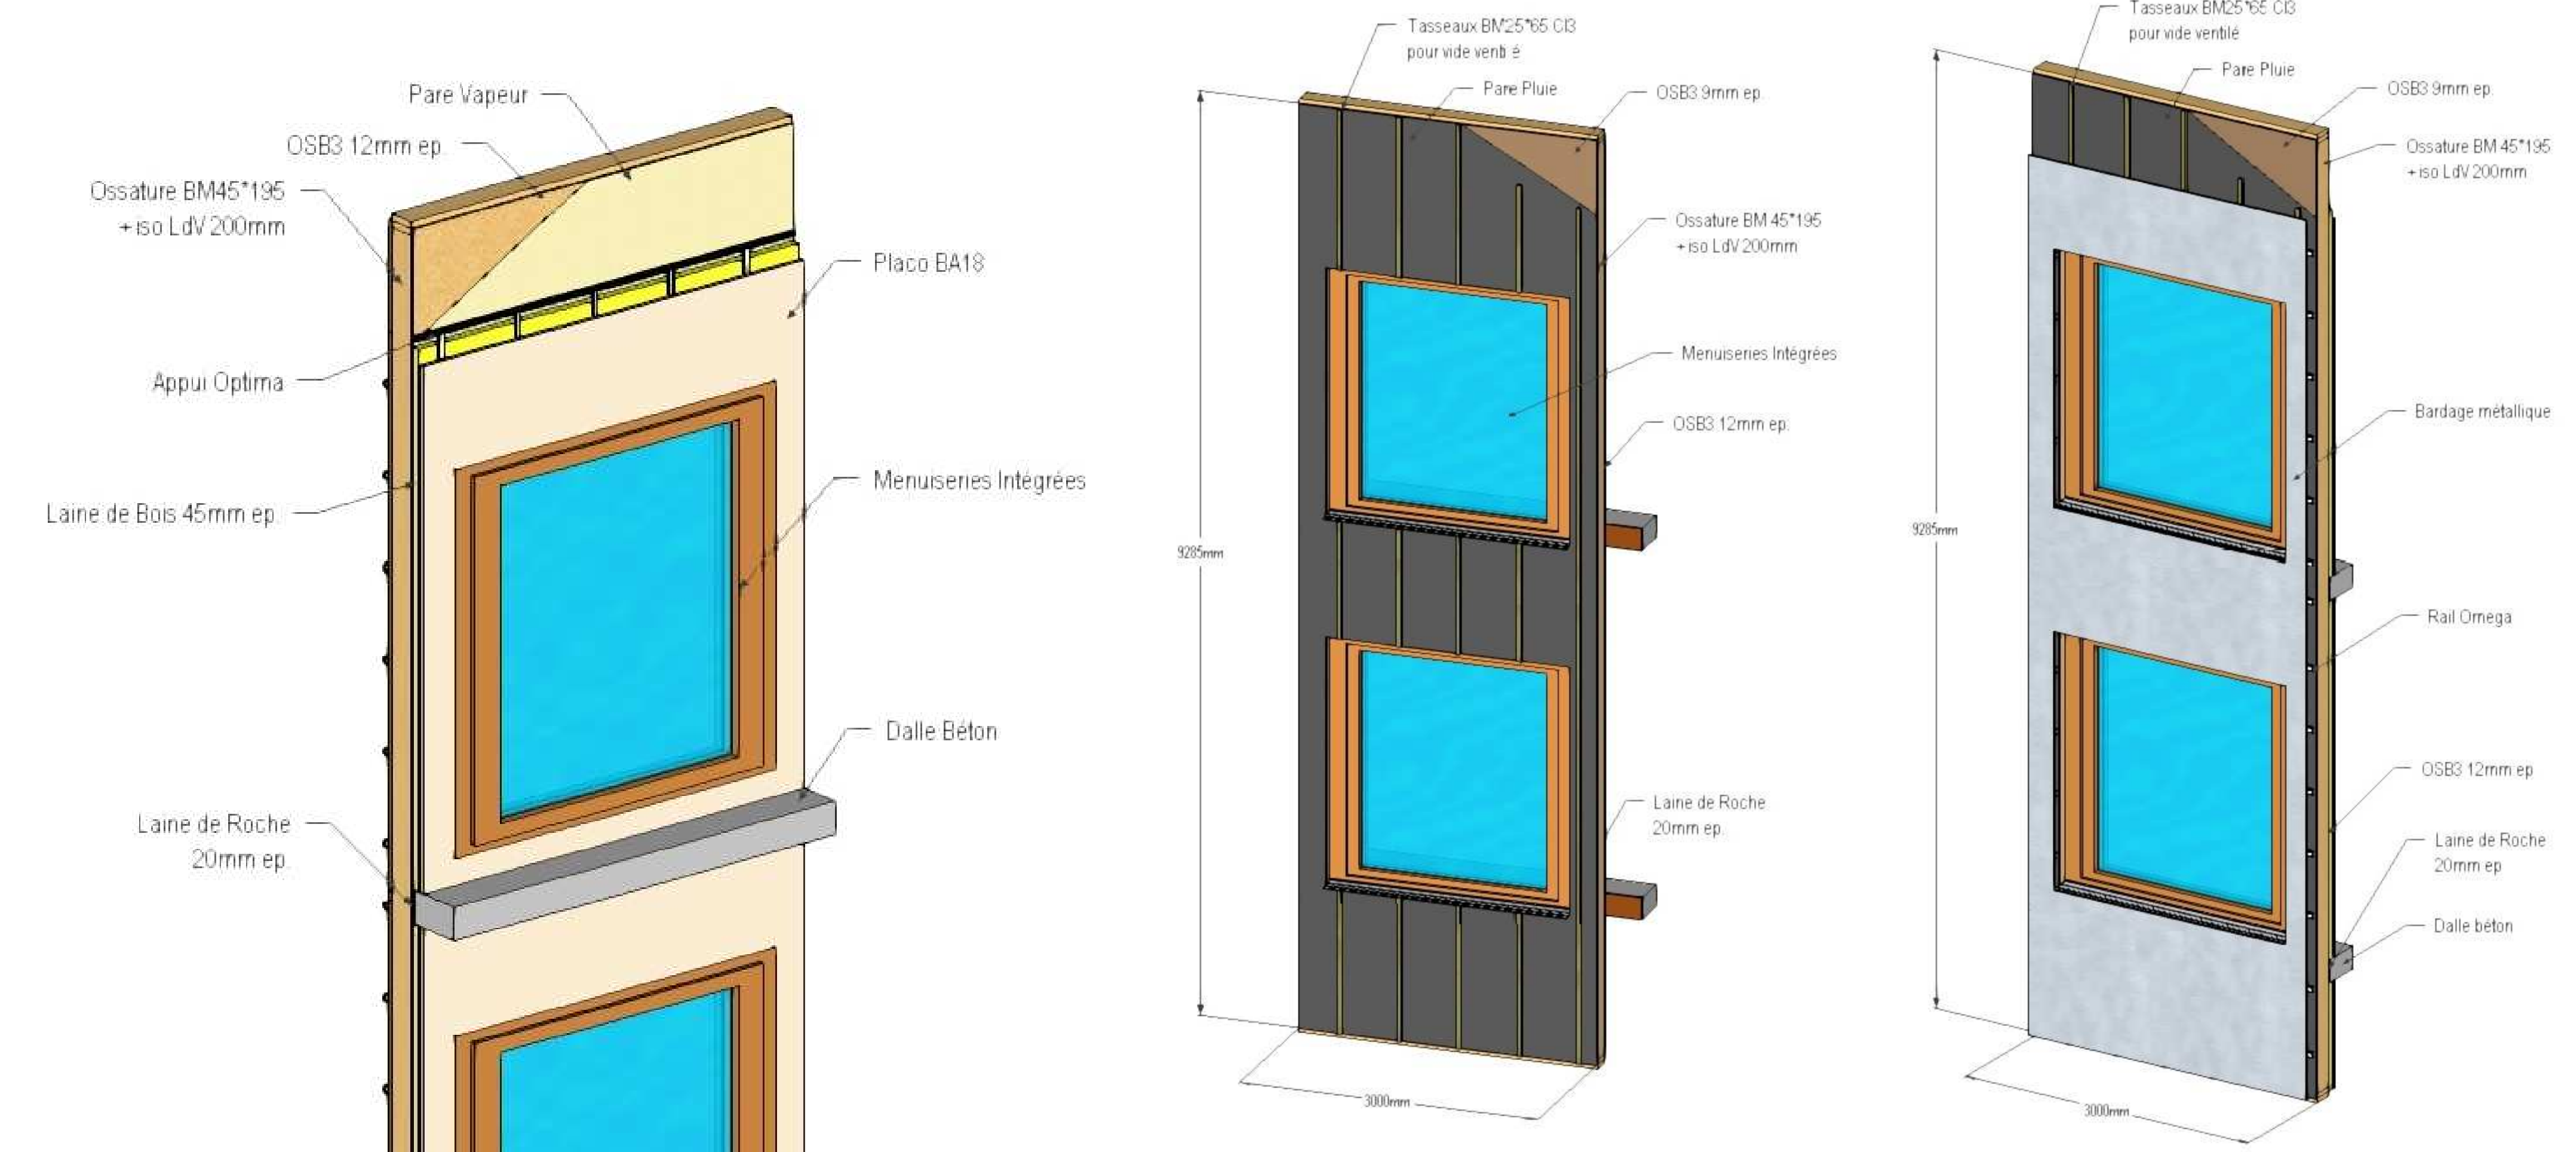 Pare Vapeur
OSB3 12mm ep.
Ossature BM45*195
+ iso LdV 200mm
Placo BA18
Appui Optima
Menuiseries Intégrées
Laine de Bois 45mm ep.
Dalle Béton
Laine de Roche
20mm ep.
Tasseaux BM25*65 Cl3
pour vide ventilé
Pare Pluie
OSB3 9mm ep.
Ossature BM 45*195
+ iso LdV 200mm
Menuiseries Intégrées
OSB3 12mm ep.
9285mm
Laine de Roche
20mm ep.
3000mm
Tasseaux BM25*65 Cl3
pour vide ventilé
Pare Pluie
OSB3 9mm ep.
Ossature BM 45*195
+ iso LdV 200mm
Bardage métallique
9285mm
Rail Omega
OSB3 12mm ep
Laine de Roche
20mm ep
Dalle béton
3000mm